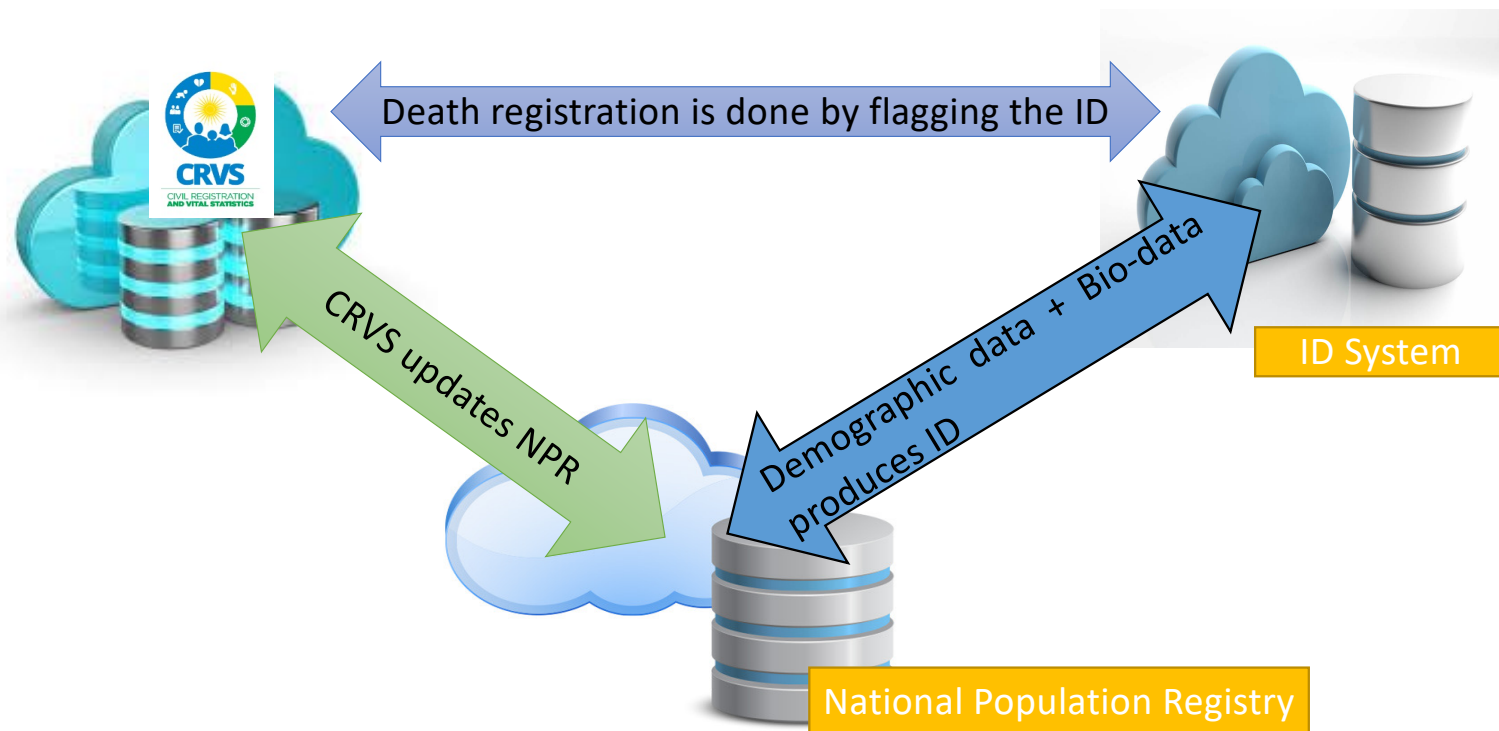 Death registration is done by flagging the ID
CRVS
CIVIL REGISTRATION
AND VITAL STATISTICS
CRVS updates NPR
Demographic data + Bio-data
produces ID
ID System
National Population Registry